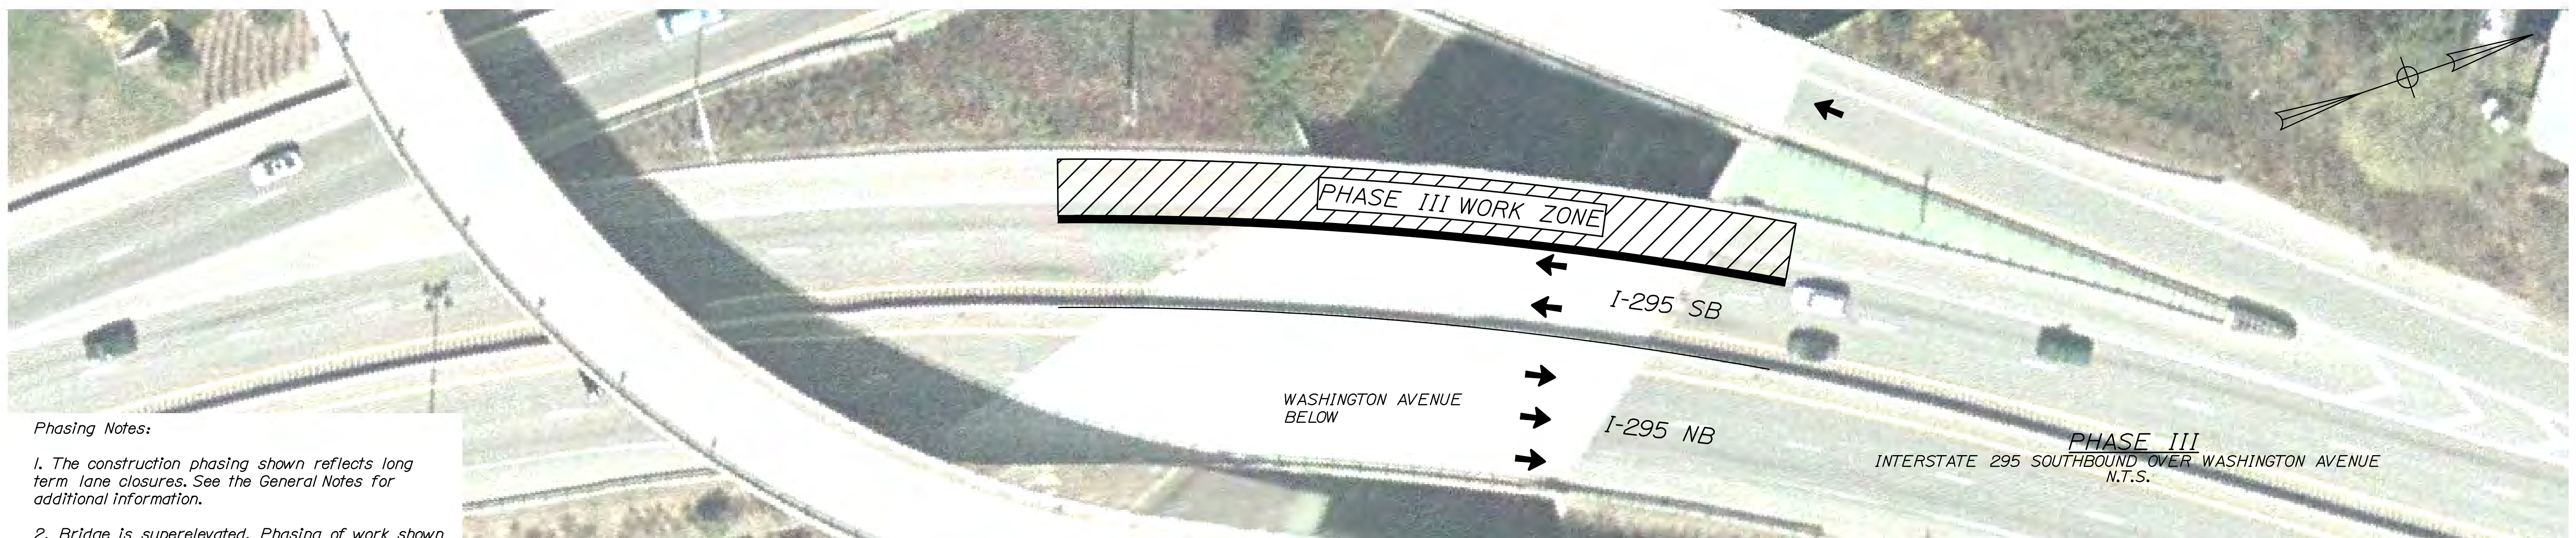 PHASE III WORK ZONE
I-295 SB
WASHINGTON AVENUE
BELOW
I-295 NB
PHASE III
INTERSTATE 295 SOUTHBOUND OVER WASHINGTON AVENUE
N.T.S.
Phasing Notes:
1. The construction phasing shown reflects long
term lane closures. See the General Notes for
additional information.
2. Bridge is superelevated. Phasing of work shown